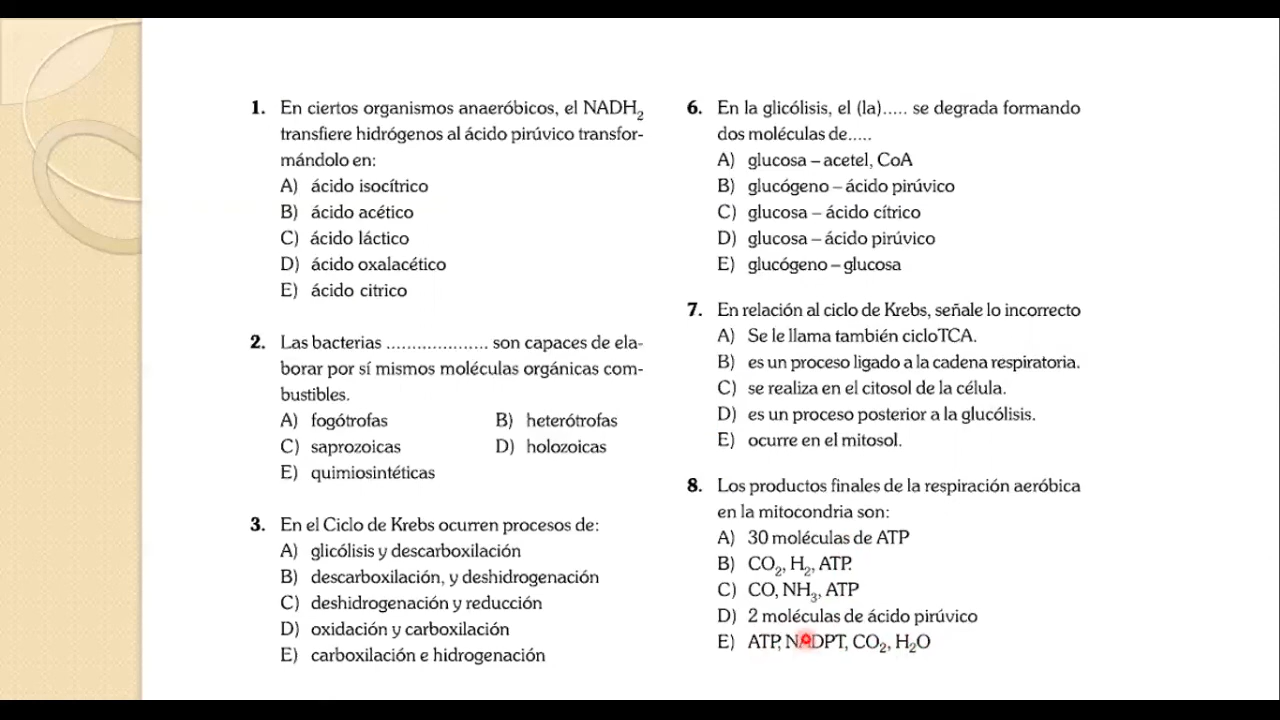 1. En ciertos organismos anaeróbicos, el NADH₂
transfiere hidrógenos al ácido pirúvico transfor-
mándolo en:
A) ácido isocítrico
B) ácido acético
C) ácido láctico
D) ácido oxalacético
E) ácido citrico
2. Las bacterias .................... son capaces de ela-
borar por sí mismos moléculas orgánicas com-
bustibles.
A) fogótrofas B) heterótrofas
C) saprozoicas D) holozoicas
E) quimiosintéticas
3. En el Ciclo de Krebs ocurren procesos de:
A) glicólisis y descarboxilación
B) descarboxilación, y deshidrogenación
C) deshidrogenación y reducción
D) oxidación y carboxilación
E) carboxilación e hidrogenación
6. En la glicólisis, el (la)..... se degrada formando
dos moléculas de.....
A) glucosa – acetel, CoA
B) glucógeno – ácido pirúvico
C) glucosa – ácido cítrico
D) glucosa – ácido pirúvico
E) glucógeno – glucosa
7. En relación al ciclo de Krebs, señale lo incorrecto
A) Se le llama también cicloTCA.
B) es un proceso ligado a la cadena respiratoria.
C) se realiza en el citosol de la célula.
D) es un proceso posterior a la glucólisis.
E) ocurre en el mitosol.
8. Los productos finales de la respiración aeróbica
en la mitocondria son:
A) 30 moléculas de ATP
B) CO₂, H₂, ATP.
C) CO, NH₃, ATP
D) 2 moléculas de ácido pirúvico
E) ATP, NADPT, CO₂, H₂O